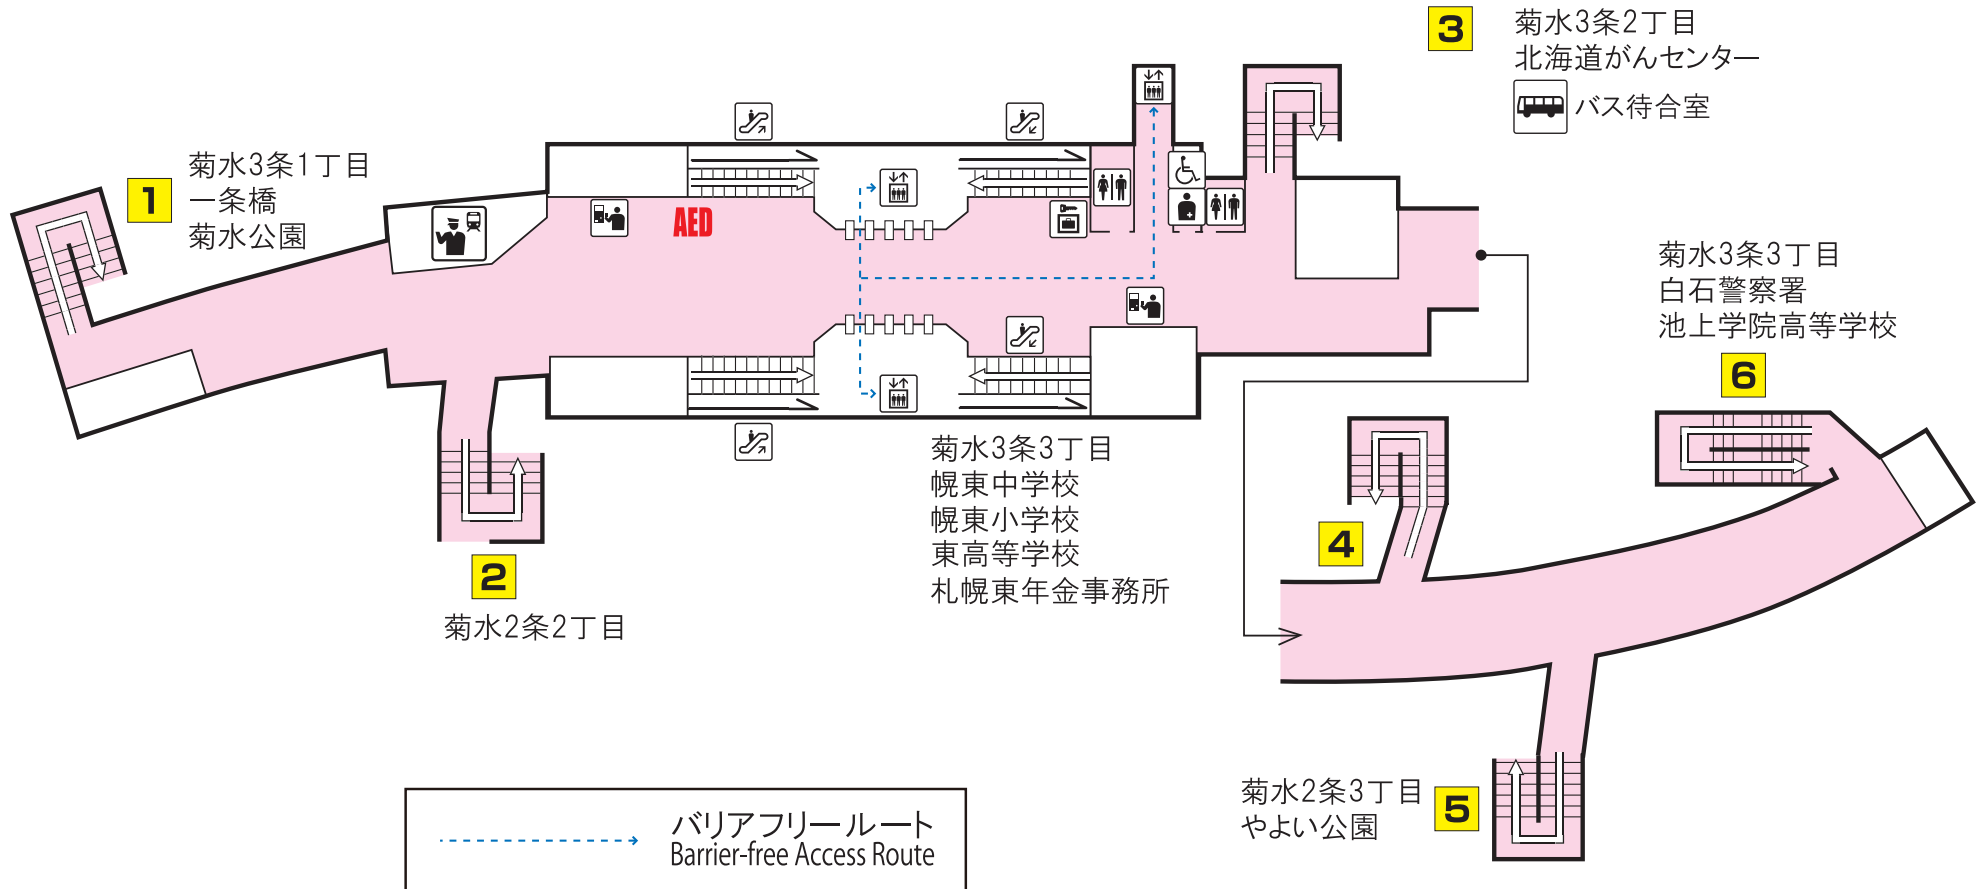 1
菊水3条1丁目
一条橋
菊水公園
AED
3
菊水3条2丁目
北海道がんセンター
バス待合室
菊水3条3丁目
白石警察署
池上学院高等学校
6
2
菊水2条2丁目
菊水3条3丁目
幌東中学校
幌東小学校
東高等学校
札幌東年金事務所
4
菊水2条3丁目
やよい公園
5
バリアフリールート
Barrier-free Access Route